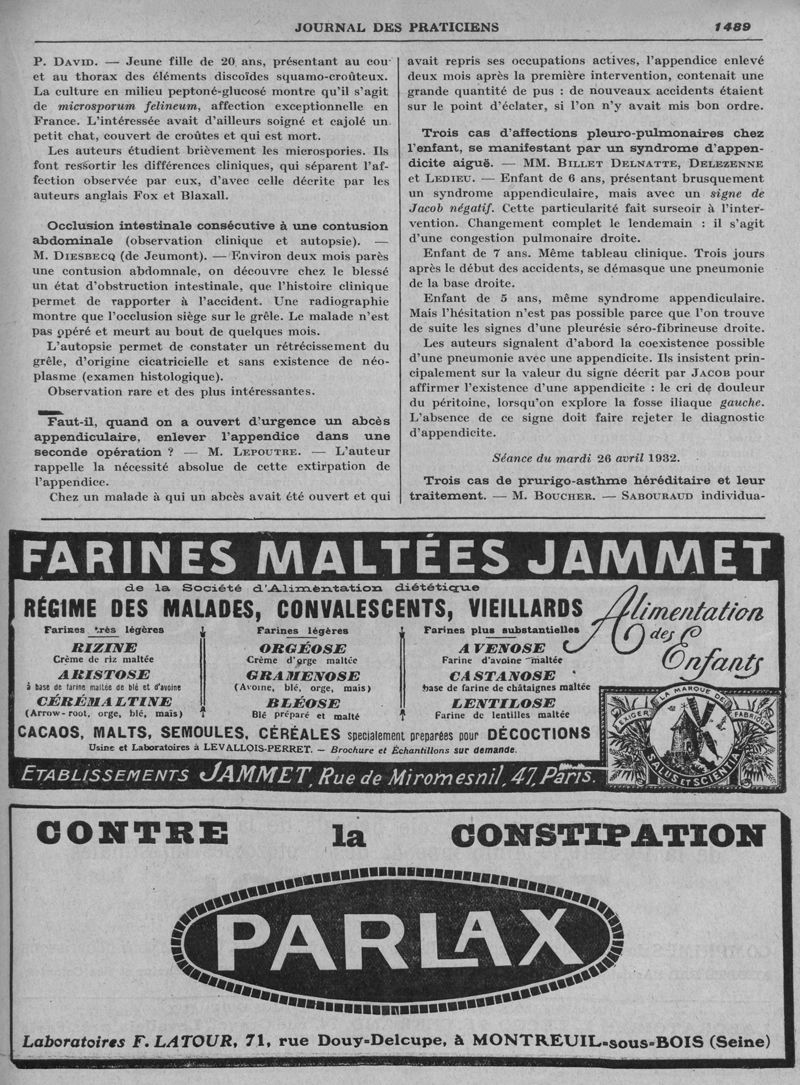 JOURNAL DES PRATICIENS 1489
P. DAVID. — Jeune fille de 20 ans, présentant au cou
et au thorax des éléments discoïdes squamo-croûteux.
La culture en milieu peptoné-glucosé montre qu'il s'agit
de microsporum felineum, affection exceptionnelle en
France. L'intéressée avait d'ailleurs soigné et cajolé un
petit chat, couvert de croûtes et qui est mort.
Les auteurs étudient brièvement les microspories. Ils
font ressortir les différences cliniques, qui séparent l'af-
fection observée par eux, d'avec celle décrite par les
auteurs anglais Fox et Blaxall.
Occlusion intestinale consécutive à une contusion
abdominale (observation clinique et autopsie). —
M. DIESBECQ (de Jeumont). — Environ deux mois parès
une contusion abdomnale, on découvre chez le blessé
un état d'obstruction intestinale, que l'histoire clinique
permet de rapporter à l'accident. Une radiographie
montre que l'occlusion siège sur le grêle. Le malade n'est
pas opéré et meurt au bout de quelques mois.
L'autopsie permet de constater un rétrécissement du
grêle, d'origine cicatricielle et sans existence de néo-
plasme (examen histologique).
Observation rare et des plus intéressantes.
Faut-il, quand on a ouvert d'urgence un abcès
appendiculaire, enlever l'appendice dans une
seconde opération ? — M. LEPOUTRE. — L'auteur
rappelle la nécessité absolue de cette extirpation de
l'appendice.
Chez un malade à qui un abcès avait été ouvert et qui
avait repris ses occupations actives, l'appendice enlevé
deux mois après la première intervention, contenait une
grande quantité de pus : de nouveaux accidents étaient
sur le point d'éclater, si l'on n'y avait mis bon ordre.
Trois cas d'affections pleuro-pulmonaires chez
l'enfant, se manifestant par un syndrome d'appen-
dicite aiguë. — MM. BILLET DELNATTE, DELEZENNE
et LEDIEU. — Enfant de 6 ans, présentant brusquement
un syndrome appendiculaire, mais avec un signe de
Jacob négatif. Cette particularité fait surseoir à l'inter-
vention. Changement complet le lendemain : il s'agit
d'une congestion pulmonaire droite.
Enfant de 7 ans. Même tableau clinique. Trois jours
après le début des accidents, se démasque une pneumonie
de la base droite.
Enfant de 5 ans, même syndrome appendiculaire.
Mais l'hésitation n'est pas possible parce que l'on trouve
de suite les signes d'une pleurésie séro-fibrineuse droite.
Les auteurs signalent d'abord la coexistence possible
d'une pneumonie avec une appendicite. Ils insistent prin-
cipalement sur la valeur du signe décrit par JACOB pour
affirmer l'existence d'une appendicite : le cri de douleur
du péritoine, lorsqu'on explore la fosse iliaque gauche.
L'absence de ce signe doit faire rejeter le diagnostic
d'appendicite.
Séance du mardi 26 avril 1932.
Trois cas de prurigo-asthme héréditaire et leur
traitement. — M. BOUCHER. — SABOURAUD individua-
FARINES MALTÉES JAMMET
de la Société d'Alimentation diététique
RÉGIME DES MALADES, CONVALESCENTS, VIEILLARDS
Alimentation
des
Enfants
Farines très légères
RIZINE
Crème de riz maltée
ARISTOSE
à base de farine maltée de blé et d'avoine
CÉRÉMALTINE
(Arrow-root, orge, blé, maïs)
Farines légères
ORGÉOSE
Crème d'orge maltée
GRAMENOSE
(Avoine, blé, orge, maïs)
BLÉOSE
Blé préparé et malté
Farines plus substantielles
AVENOSE
Farine d'avoine maltée
CASTANOSE
base de farine de châtaignes maltée
LENTILOSE
Farine de lentilles maltée
EXIGER LA MARQUE DE FABRIQUE
SALUS ET SCIENTIA
CACAOS, MALTS, SEMOULES, CÉRÉALES specialement preparées pour DÉCOCTIONS
Usine et Laboratoires à LEVALLOIS-PERRET. — Brochure et Échantillons sur demande.
ETABLISSEMENTS JAMMET, Rue de Miromesnil, 47, Paris.
CONTRE la CONSTIPATION
PARLAX
Laboratoires F. LATOUR, 71, rue Douy-Delcupe, à MONTREUIL-sous-BOIS (Seine)